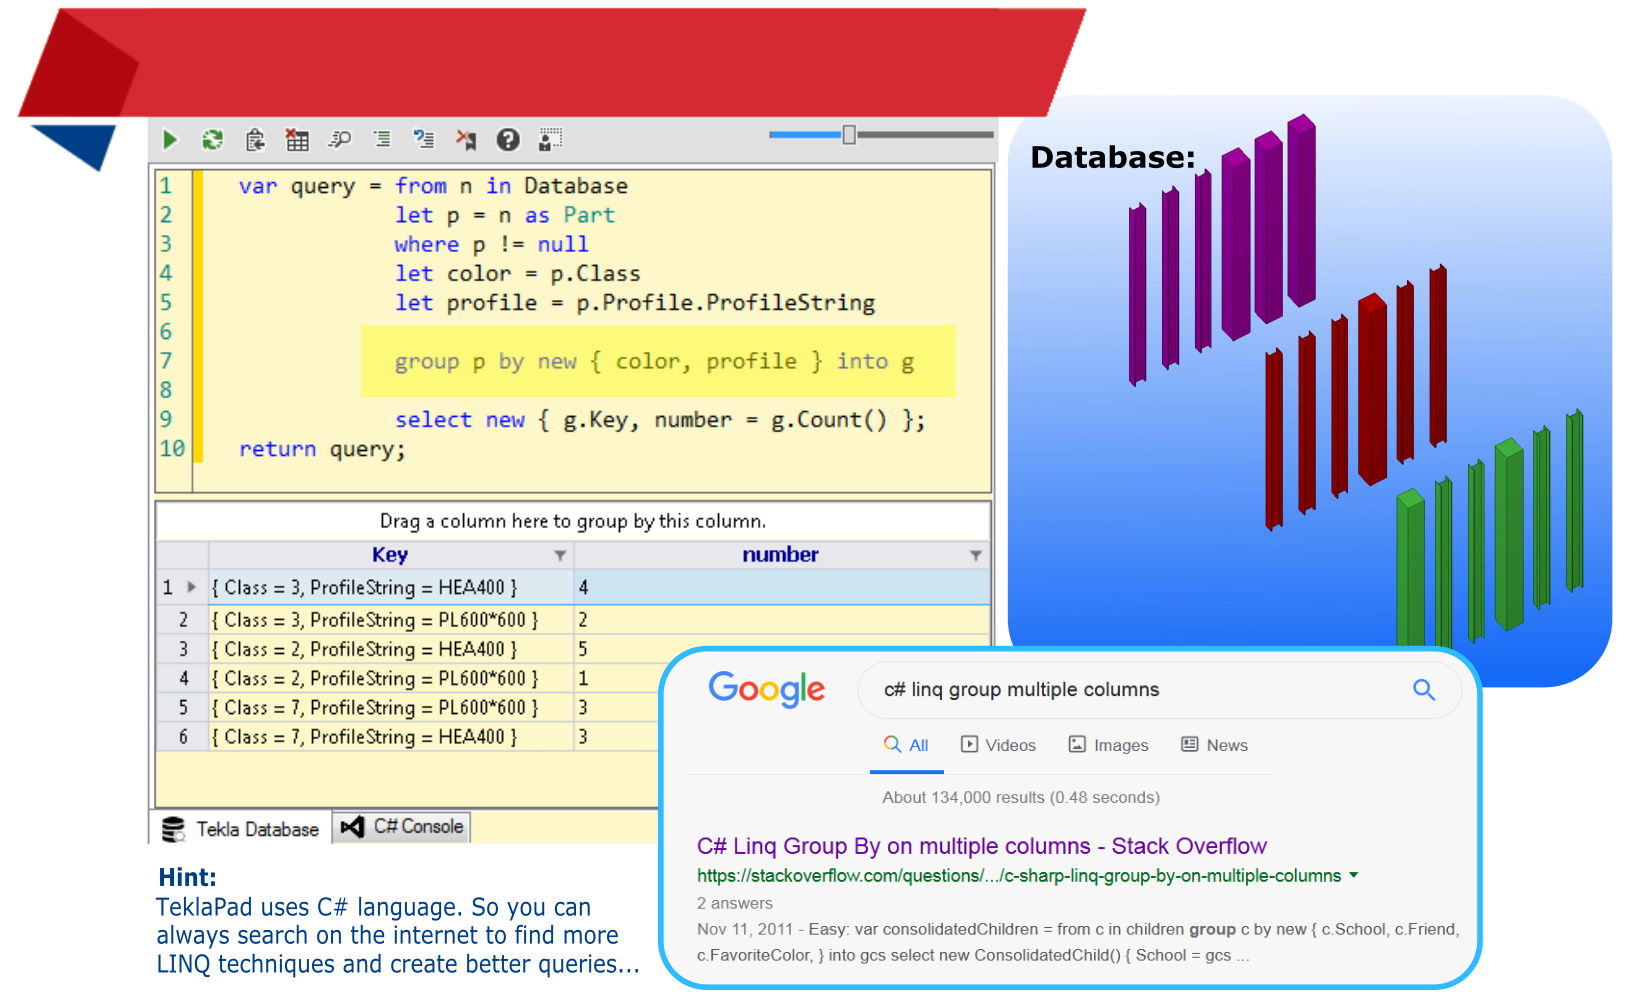 Database:
1 var query = from n in Database
2 let p = n as Part
3 where p != null
4 let color = p.Class
5 let profile = p.Profile.ProfileString
6
7 group p by new { color, profile } into g
8
9 select new { g.Key, number = g.Count() };
10 return query;
Drag a column here to group by this column.
Key number
1 { Class = 3, ProfileString = HEA400 } 4
2 { Class = 3, ProfileString = PL600*600 } 2
3 { Class = 2, ProfileString = HEA400 } 5
4 { Class = 2, ProfileString = PL600*600 } 1
5 { Class = 7, ProfileString = PL600*600 } 3
6 { Class = 7, ProfileString = HEA400 } 3
Tekla Database C# Console
Hint:
TeklaPad uses C# language. So you can
always search on the internet to find more
LINQ techniques and create better queries...
Google c# linq group multiple columns
All Videos Images News
About 134,000 results (0.48 seconds)
C# Linq Group By on multiple columns - Stack Overflow
https://stackoverflow.com/questions/.../c-sharp-linq-group-by-on-multiple-columns
2 answers
Nov 11, 2011 - Easy: var consolidatedChildren = from c in children group c by new { c.School, c.Friend,
c.FavoriteColor, } into gcs select new ConsolidatedChild() { School = gcs ...